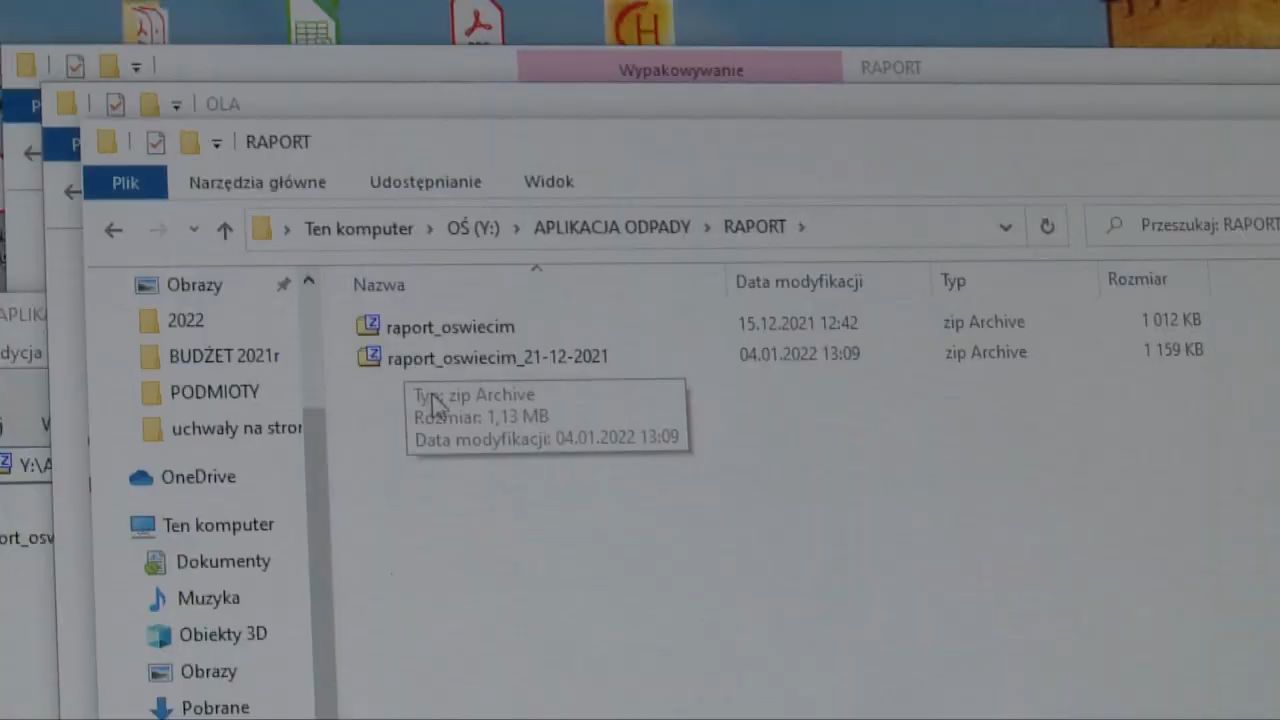 Wypakowywanie
RAPORT
OLA
RAPORT
Plik
Narzędzia główne
Udostępnianie
Widok
Ten komputer
OŚ (Y:)
APLIKACJA ODPADY
RAPORT
Przeszukaj: RAPORT
Nazwa
Data modyfikacji
Typ
Rozmiar
raport_oswiecim
15.12.2021 12:42
zip Archive
1 012 KB
raport_oswiecim_21-12-2021
04.01.2022 13:09
zip Archive
1 159 KB
Typ: zip Archive
Rozmiar: 1,13 MB
Data modyfikacji: 04.01.2022 13:09
Obrazy
2022
BUDŻET 2021r
PODMIOTY
uchwały na stror
OneDrive
Ten komputer
Dokumenty
Muzyka
Obiekty 3D
Obrazy
Pobrane
APLIK
dycja
Y:\A
ort_osw